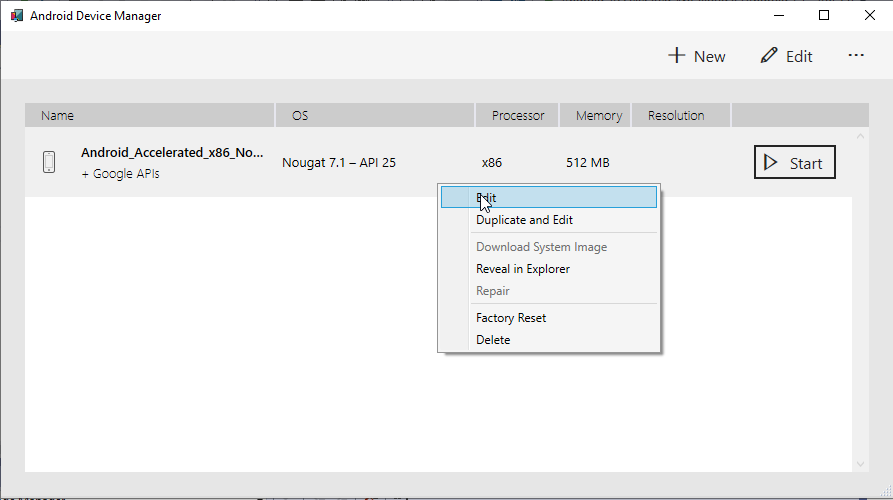 Android Device Manager
New
Edit
Name
OS
Processor
Memory
Resolution
Android_Accelerated_x86_No...
+ Google APIs
Nougat 7.1 – API 25
x86
512 MB
Start
Edit
Duplicate and Edit
Download System Image
Reveal in Explorer
Repair
Factory Reset
Delete